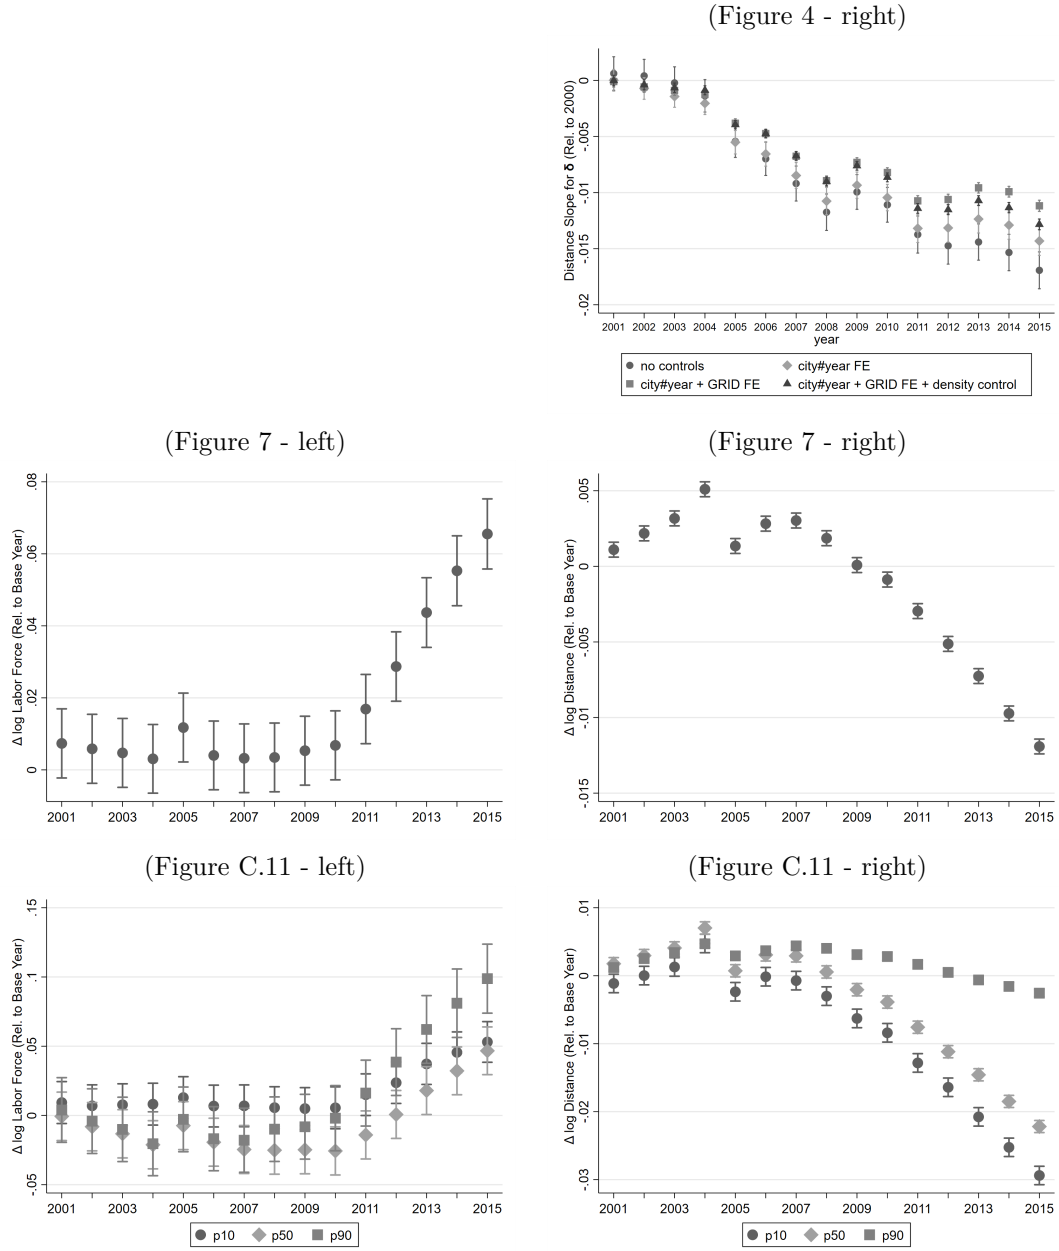 (Figure 4 - right)
Distance Slope for δ (Rel. to 2000)
0
-.005
-.01
-.015
-.02
2001 2002 2003 2004 2005 2006 2007 2008 2009 2010 2011 2012 2013 2014 2015
year
no controls city#year FE
city#year + GRID FE city#year + GRID FE + density control
(Figure 7 - left)
Δ log Labor Force (Rel. to Base Year)
.08
.06
.04
.02
0
2001 2003 2005 2007 2009 2011 2013 2015
(Figure 7 - right)
Δ log Distance (Rel. to Base Year)
.005
0
-.005
-.01
-.015
2001 2003 2005 2007 2009 2011 2013 2015
(Figure C.11 - left)
Δ log Labor Force (Rel. to Base Year)
.15
.1
.05
0
-.05
2001 2003 2005 2007 2009 2011 2013 2015
p10 p50 p90
(Figure C.11 - right)
Δ log Distance (Rel. to Base Year)
.01
0
-.01
-.02
-.03
2001 2003 2005 2007 2009 2011 2013 2015
p10 p50 p90